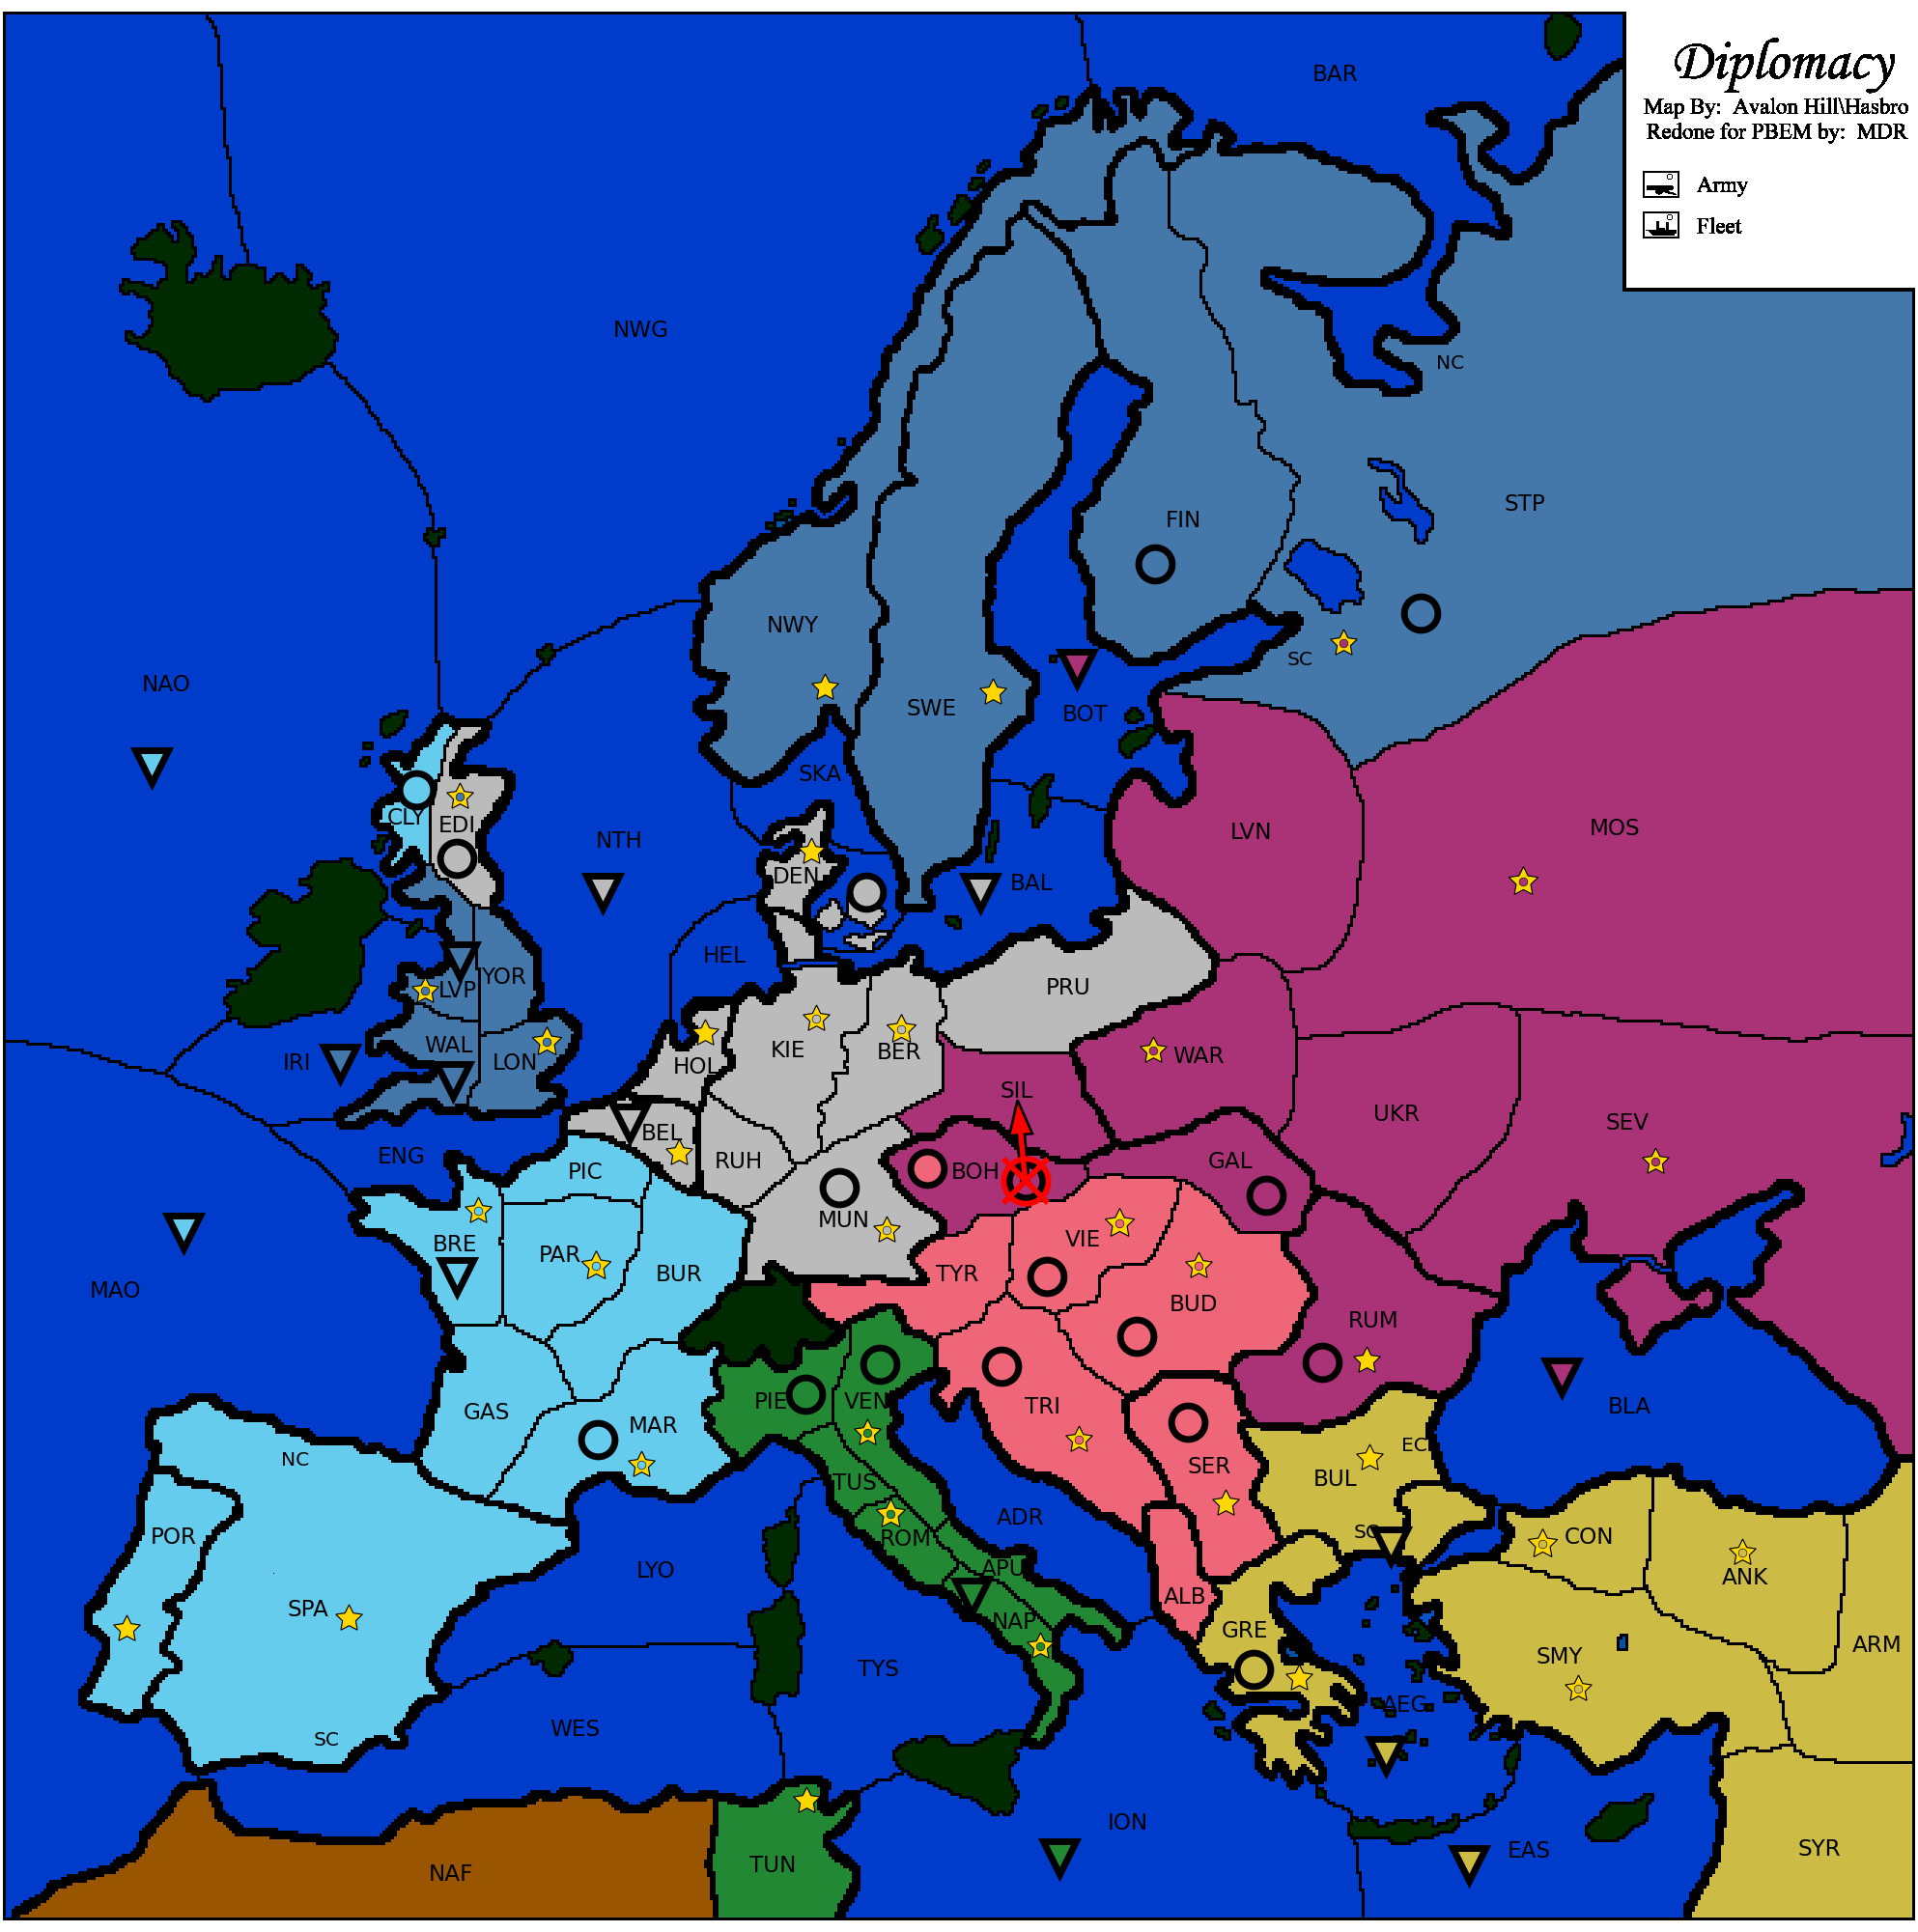 Diplomacy
Map By: Avalon Hill\Hasbro
Redone for PBEM by: MDR
Army
Fleet
BAR
NWG
NC
STP
FIN
NWY
SC
NAO
SWE
BOT
SKA
CLY
EDI
NTH
LVN
MOS
DEN
BAL
HEL
YOR
LVP
PRU
IRI
WAL
LON
HOL
KIE
BER
WAR
SIL
UKR
SEV
ENG
PIC
BEL
RUH
BOH
GAL
MUN
BRE
PAR
BUR
VIE
TYR
MAO
BUD
RUM
GAS
MAR
PIE
VEN
TRI
BLA
NC
EC
SER
BUL
TUS
POR
ROM
ADR
SC
CON
LYO
APU
ANK
SPA
NAP
ALB
GRE
ARM
SMY
TYS
AEG
WES
SC
ION
EAS
SYR
TUN
NAF